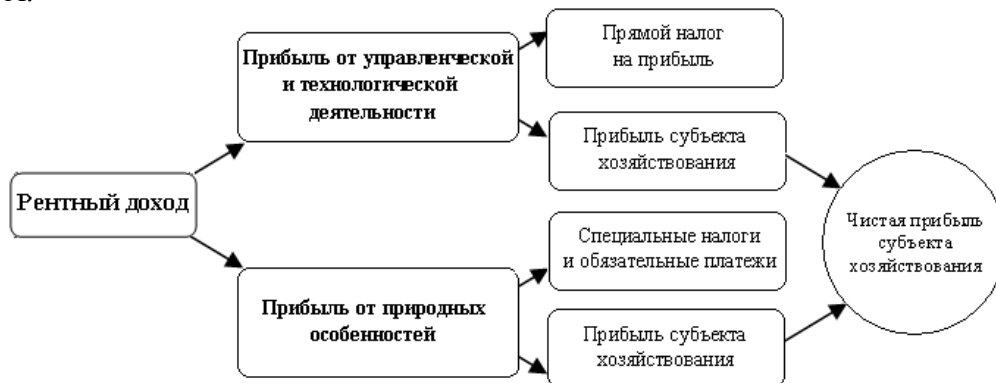 Прямой налог
на прибыль
Прибыль от управленческой
и технологической
деятельности
Прибыль субъекта
хозяйствования
Рентный доход
Чистая прибыль
субъекта
хозяйствования
Специальные налоги
и обязательные платежи
Прибыль от природных
особенностей
Прибыль субъекта
хозяйствования